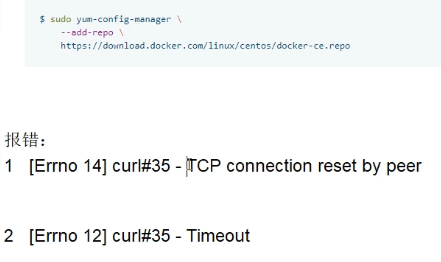 $ sudo yum-config-manager \
--add-repo \
https://download.docker.com/linux/centos/docker-ce.repo
报错:
1 [Errno 14] curl#35 - TCP connection reset by peer
2 [Errno 12] curl#35 - Timeout